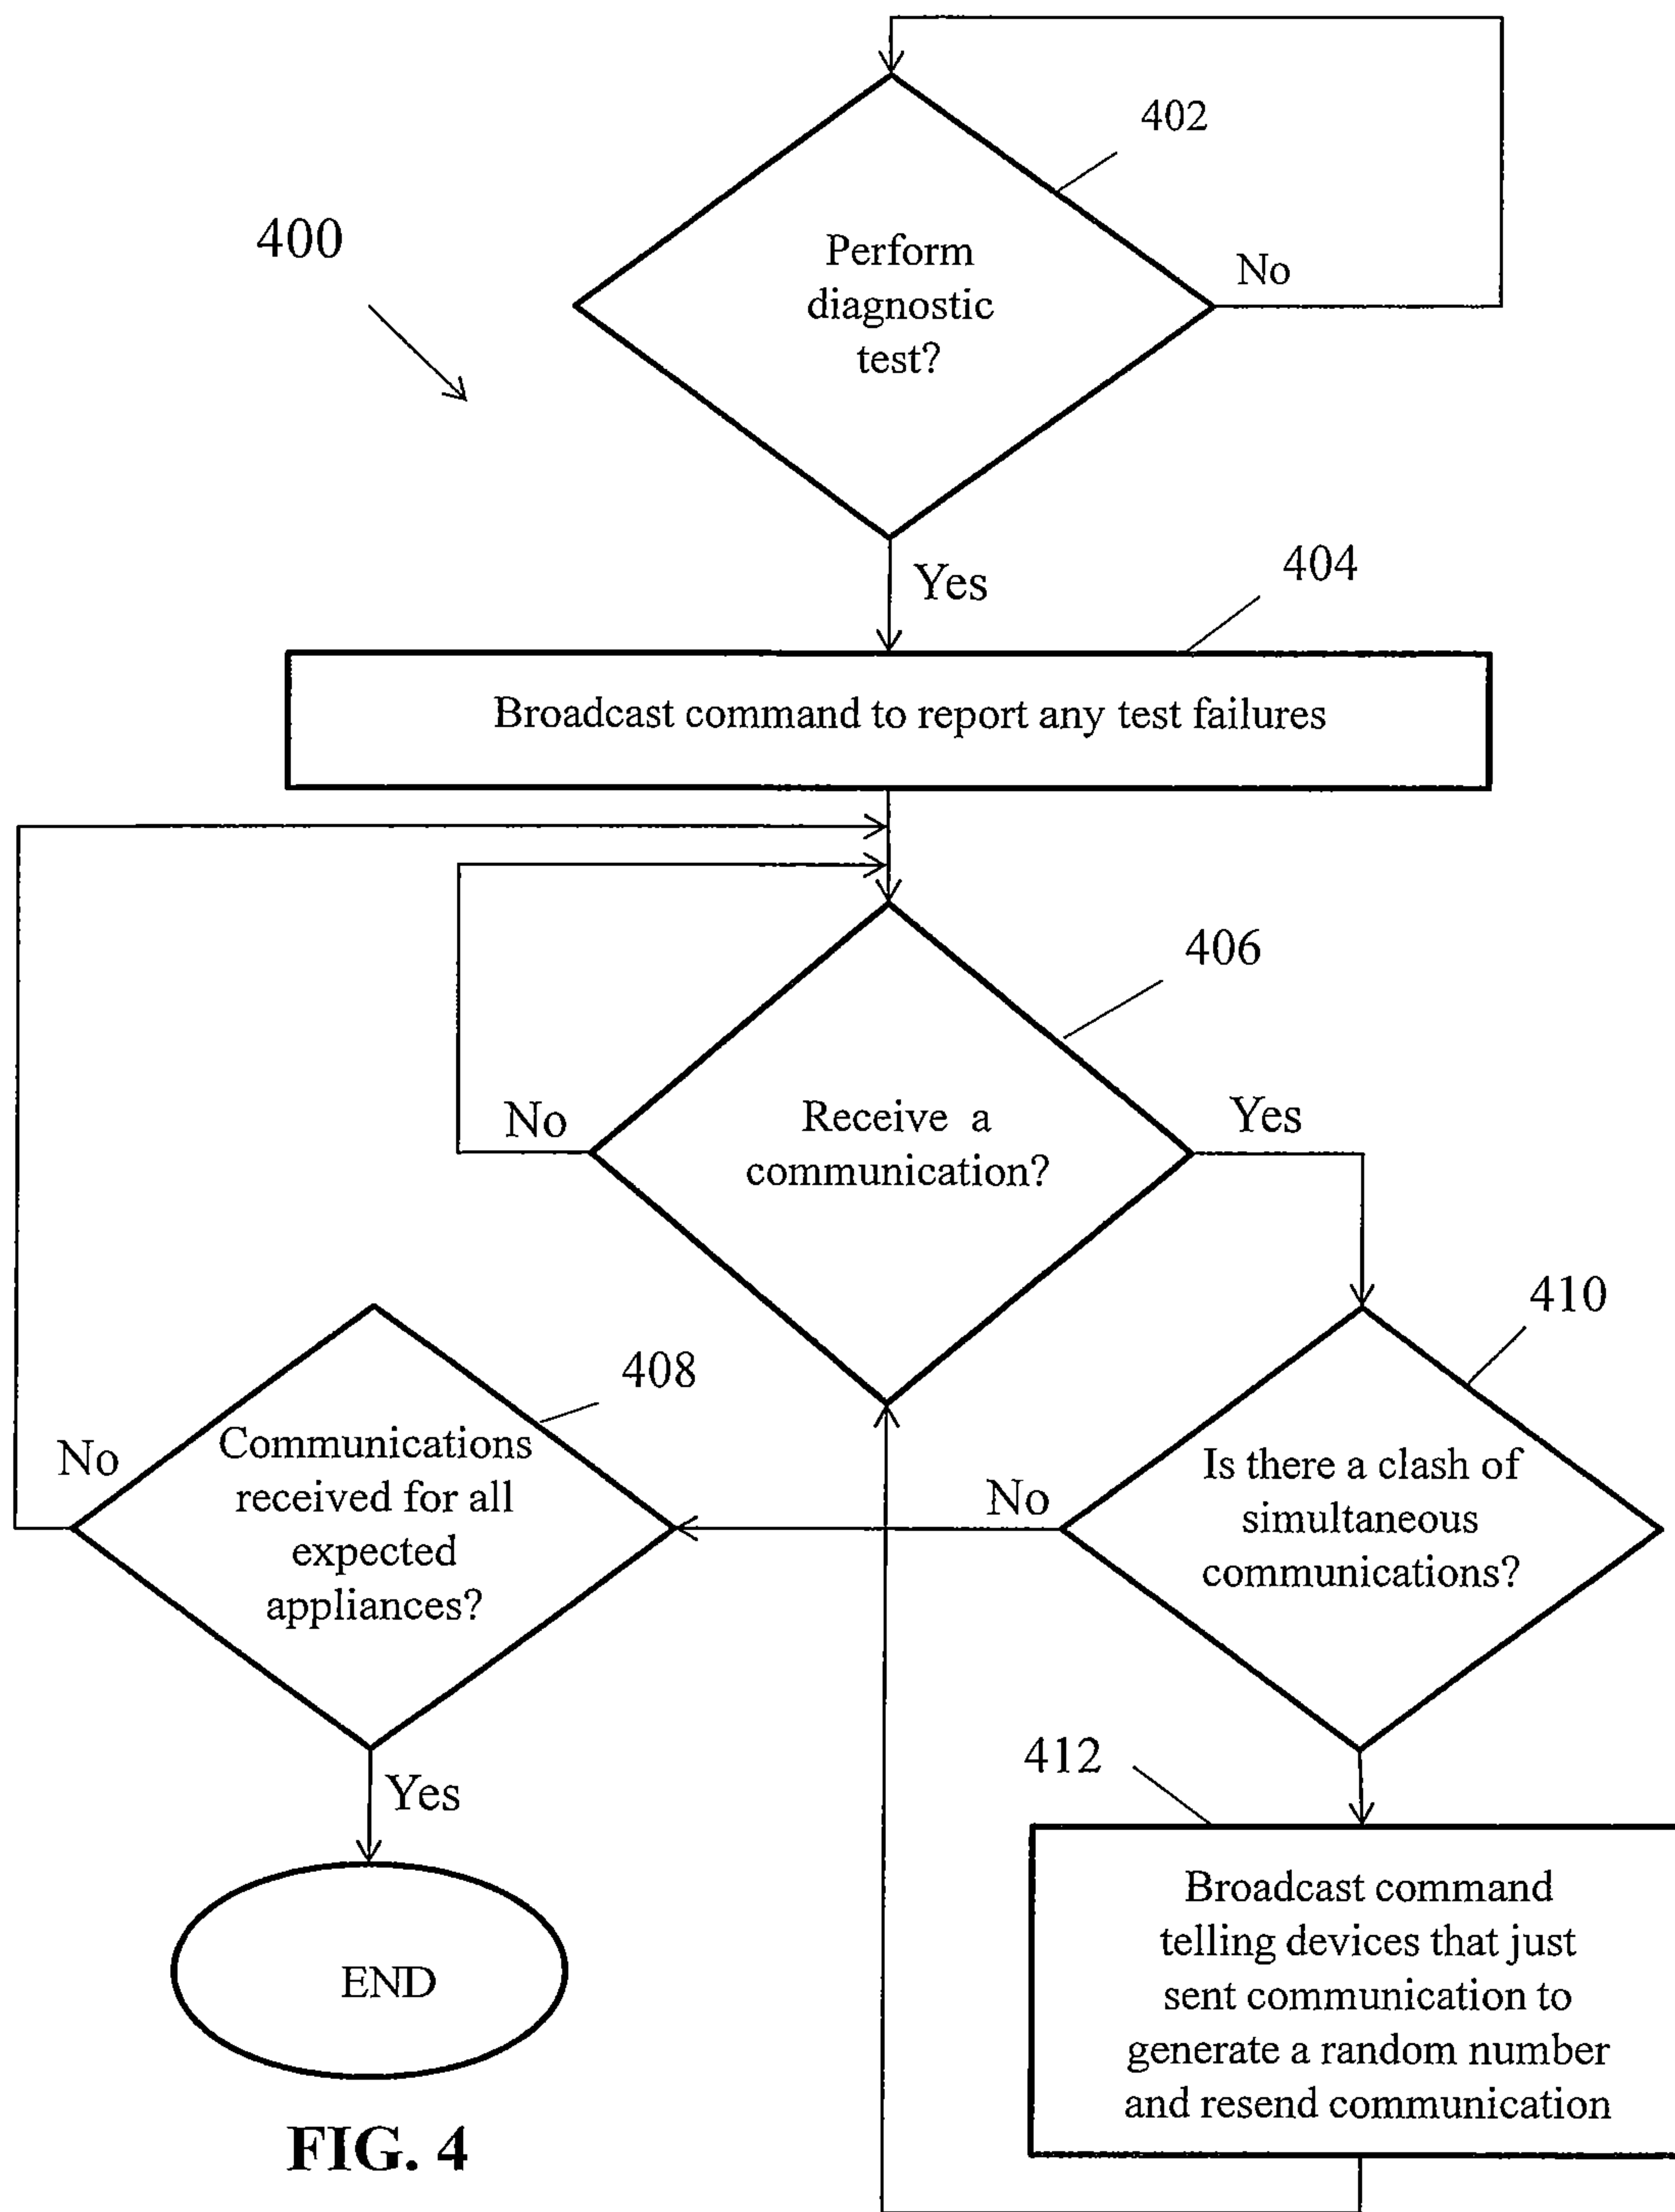 402
400
Perform
diagnostic
test?
No
Yes
404
Broadcast command to report any test failures
406
No
Receive a
communication?
Yes
410
408
No
Communications
received for all
expected
appliances?
No
Is there a clash of
simultaneous
communications?
412
Yes
Broadcast command
telling devices that just
sent communication to
generate a random number
and resend communication
END
FIG. 4